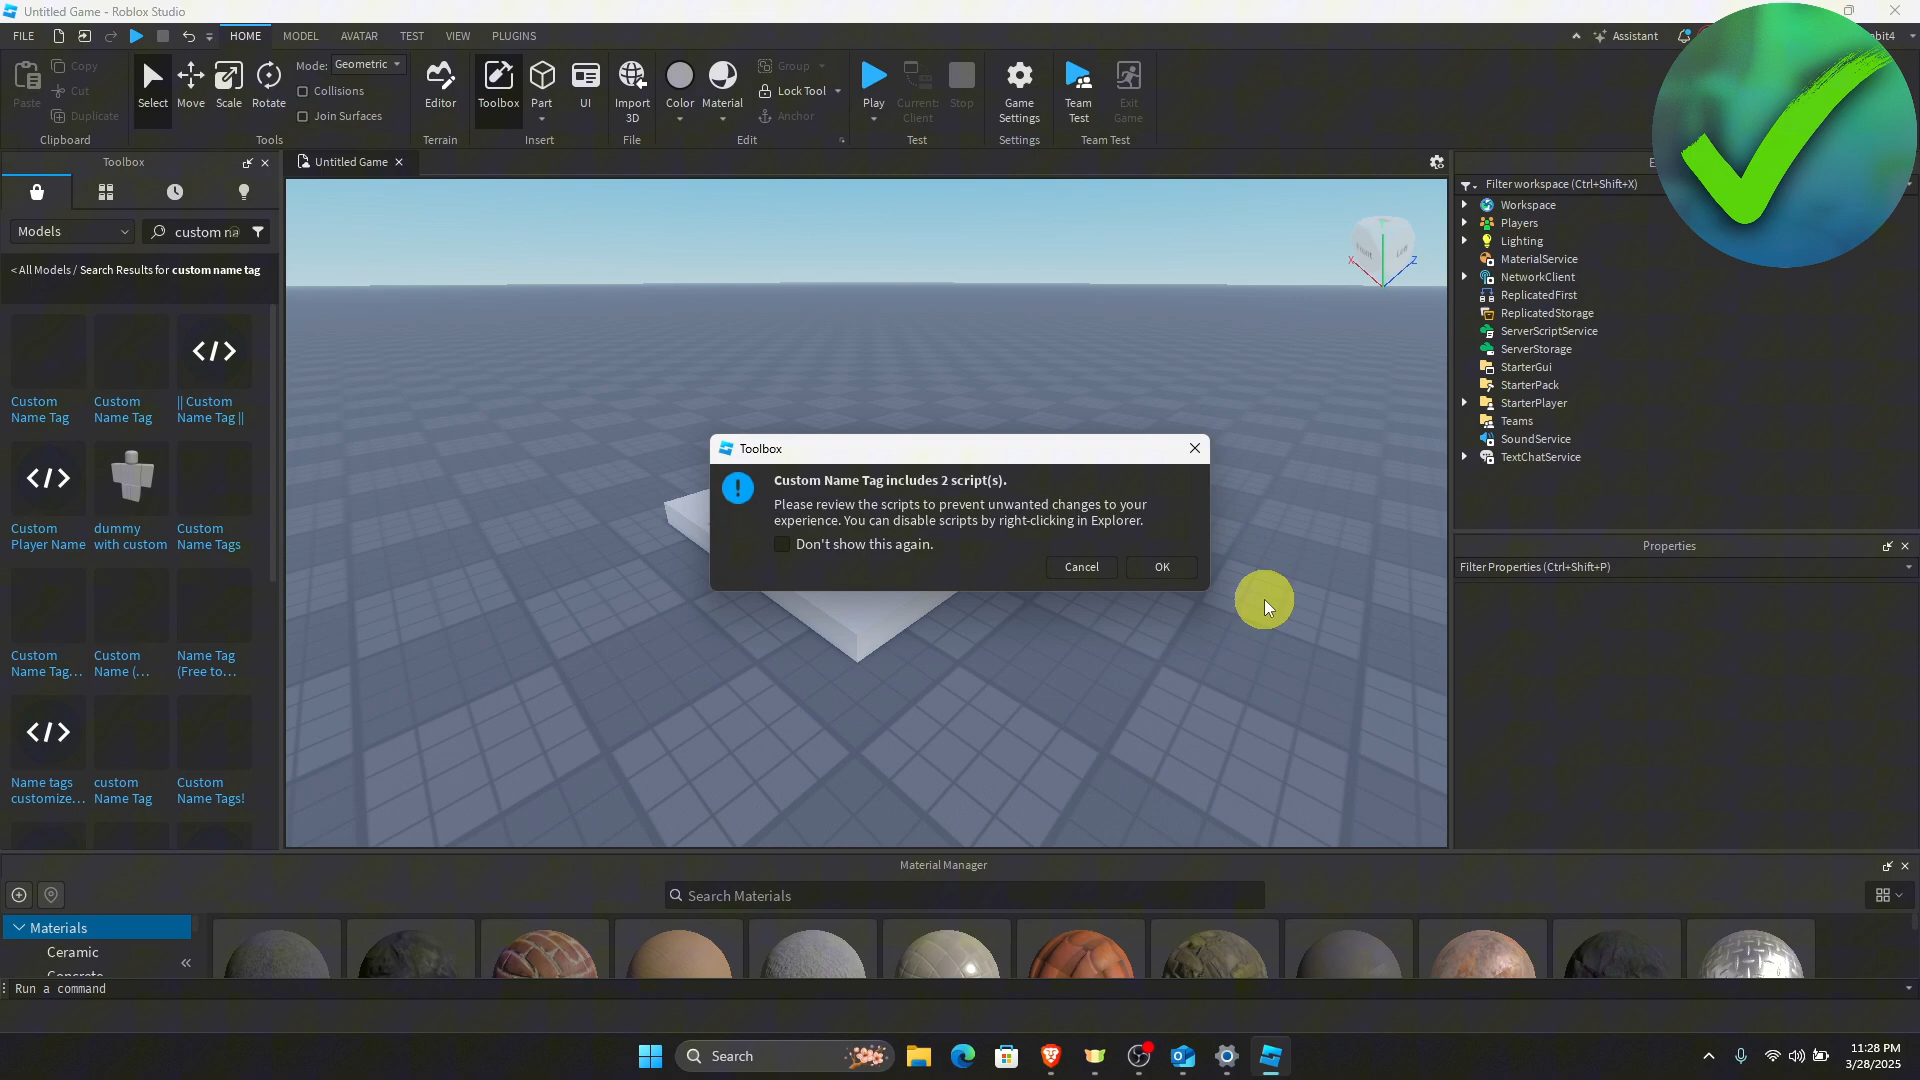 Untitled Game - Roblox Studio
FILE
HOME
MODEL
AVATAR
TEST
VIEW
PLUGINS
Assistant
Paste
Copy
Cut
Duplicate
Clipboard
Select
Move
Scale
Rotate
Mode: Geometric
Collisions
Join Surfaces
Tools
Editor
Terrain
Toolbox
Part
UI
Insert
Import
3D
File
Color
Material
Group
Lock Tool
Anchor
Edit
Play
Current:
Client
Stop
Test
Game
Settings
Settings
Team
Test
Exit
Game
Team Test
Toolbox
Untitled Game
Models
custom na
< All Models / Search Results for custom name tag
Custom
Name Tag
Custom
Name Tag
|| Custom
Name Tag ||
Custom
Player Name
dummy
with custom
Custom
Name Tags
Custom
Name Tag...
Custom
Name (...
Name Tag
(Free to...
Name tags
customize...
custom
Name Tag
Custom
Name Tags!
X
Z
Left
Toolbox
Custom Name Tag includes 2 script(s).
Please review the scripts to prevent unwanted changes to your
experience. You can disable scripts by right-clicking in Explorer.
Don't show this again.
Cancel
OK
Filter workspace (Ctrl+Shift+X)
Workspace
Players
Lighting
MaterialService
NetworkClient
ReplicatedFirst
ReplicatedStorage
ServerScriptService
ServerStorage
StarterGui
StarterPack
StarterPlayer
Teams
SoundService
TextChatService
Properties
Filter Properties (Ctrl+Shift+P)
Material Manager
Search Materials
Materials
Ceramic
Concrete
Run a command
Search
11:28 PM
3/28/2025